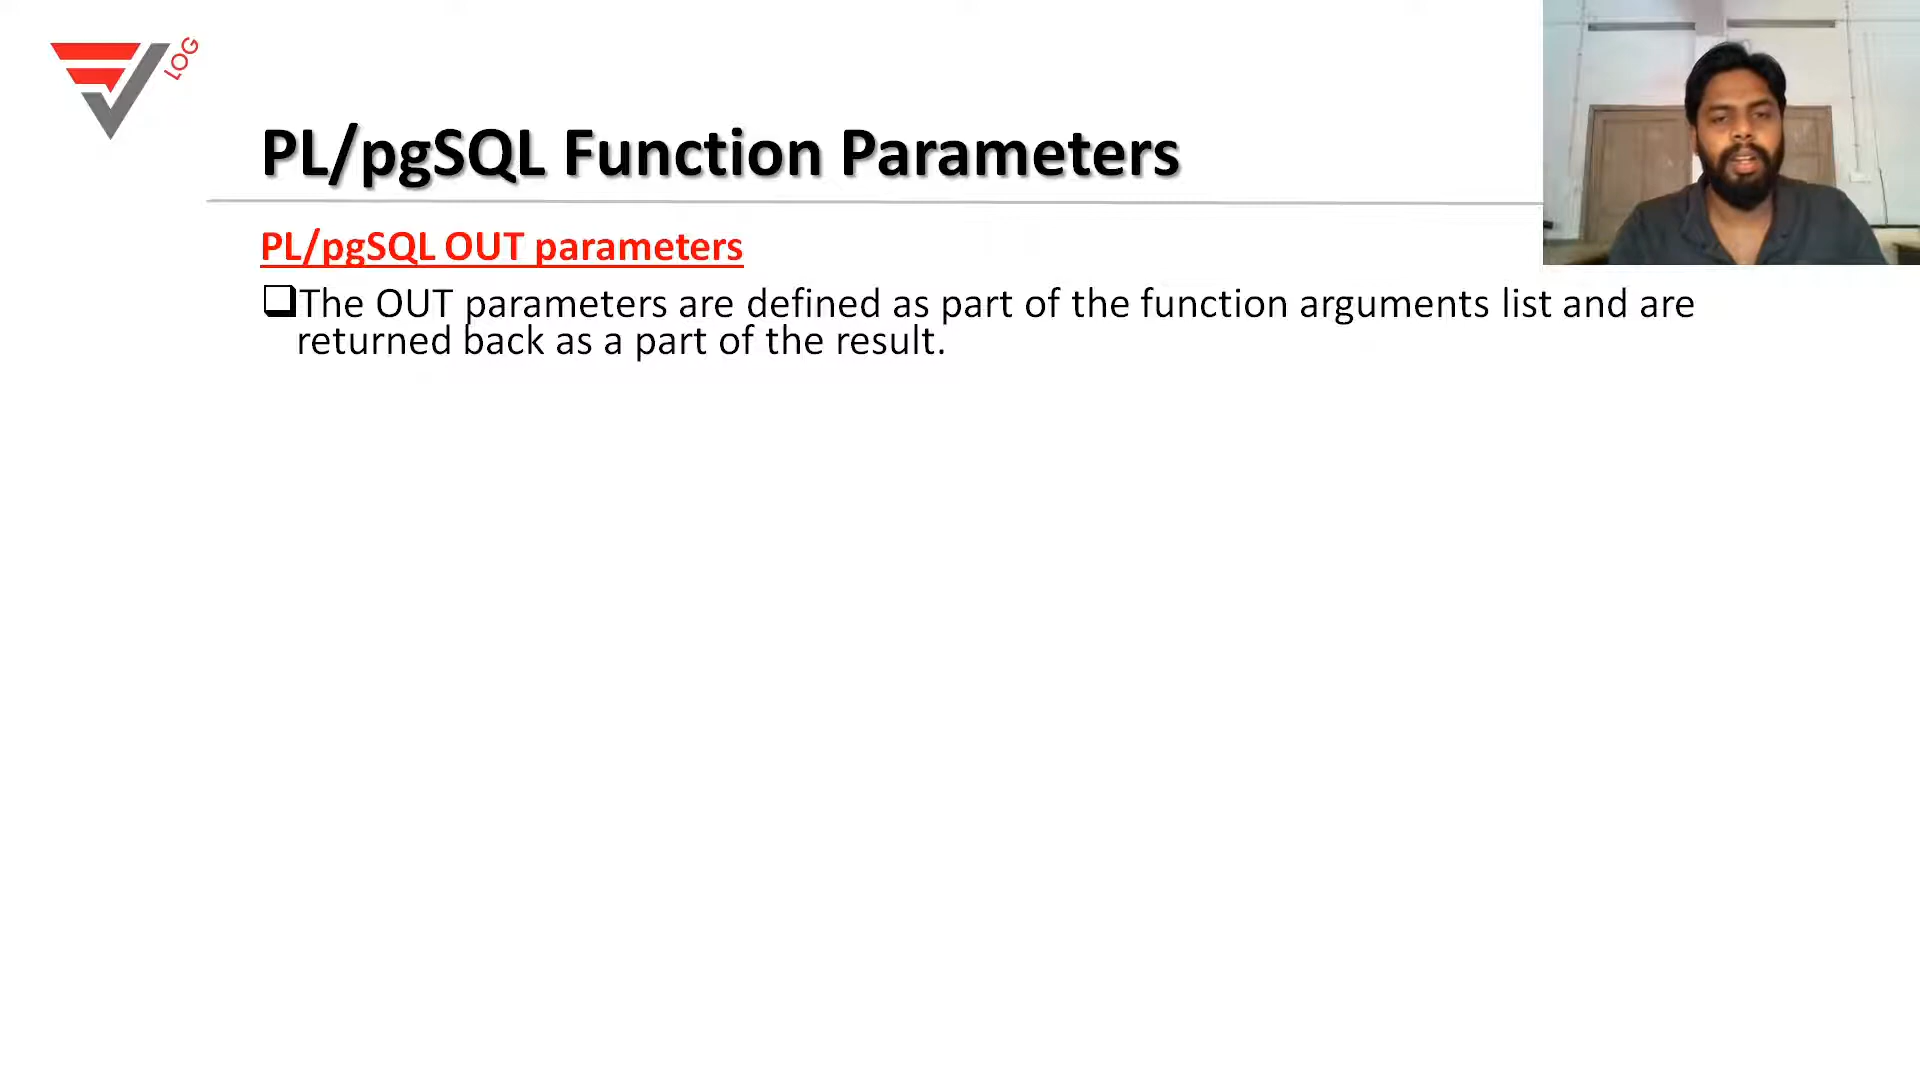 LOG
PL/pgSQL Function Parameters
PL/pgSQL OUT parameters
The OUT parameters are defined as part of the function arguments list and are
returned back as a part of the result.